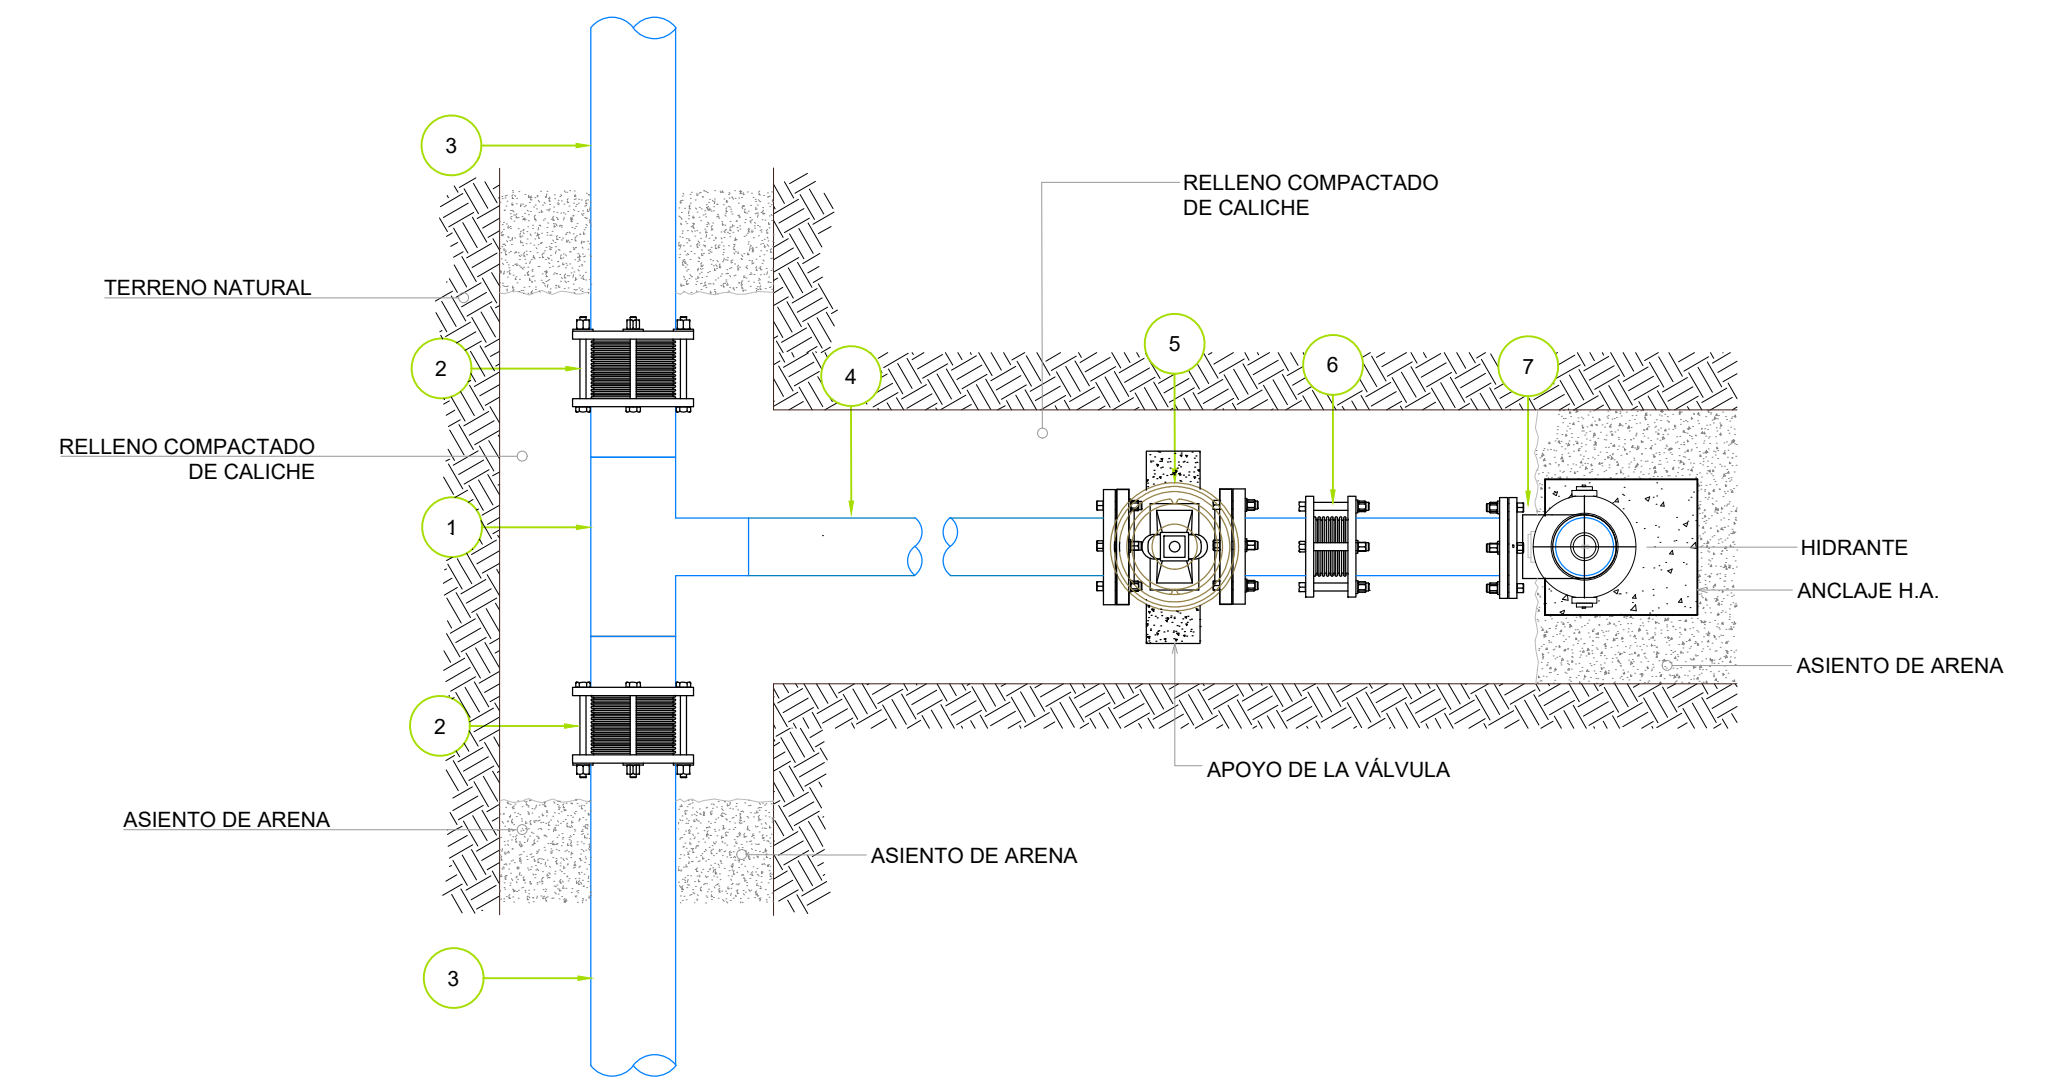 3
RELLENO COMPACTADO
DE CALICHE
TERRENO NATURAL
2
4
5
6
7
RELLENO COMPACTADO
DE CALICHE
1
HIDRANTE
ANCLAJE H.A.
ASIENTO DE ARENA
2
APOYO DE LA VÁLVULA
ASIENTO DE ARENA
ASIENTO DE ARENA
3